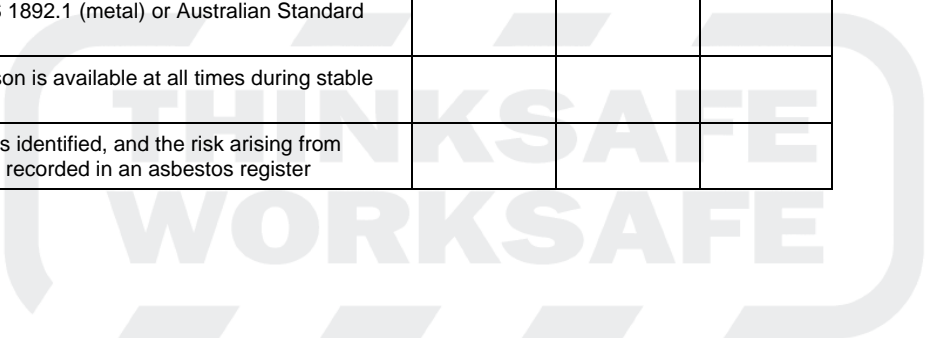 1892.1 (metal) or Australian Standard
son is available at all times during stable
s identified, and the risk arising from
recorded in an asbestos register
THINKSAFE
WORKSAFE